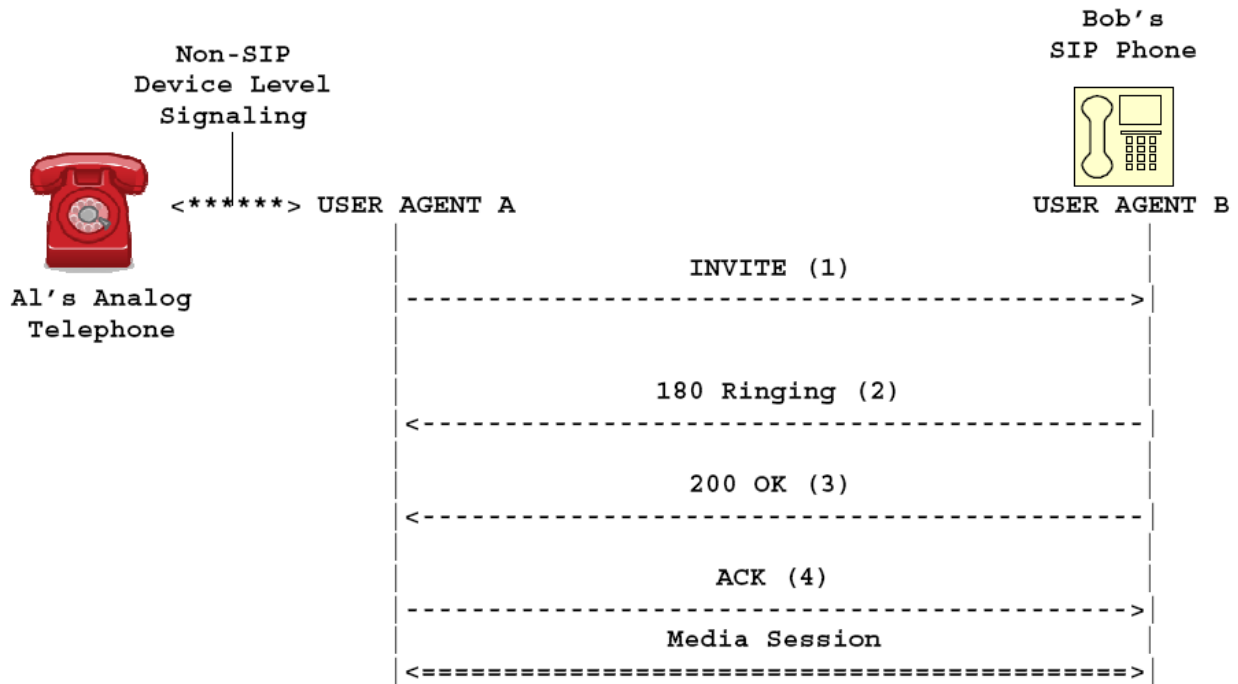 Bob's
SIP Phone
Non-SIP
Device Level
Signaling
<******> USER AGENT A
USER AGENT B
INVITE (1)
Al's Analog
Telephone
180 Ringing (2)
200 OK (3)
ACK (4)
Media Session